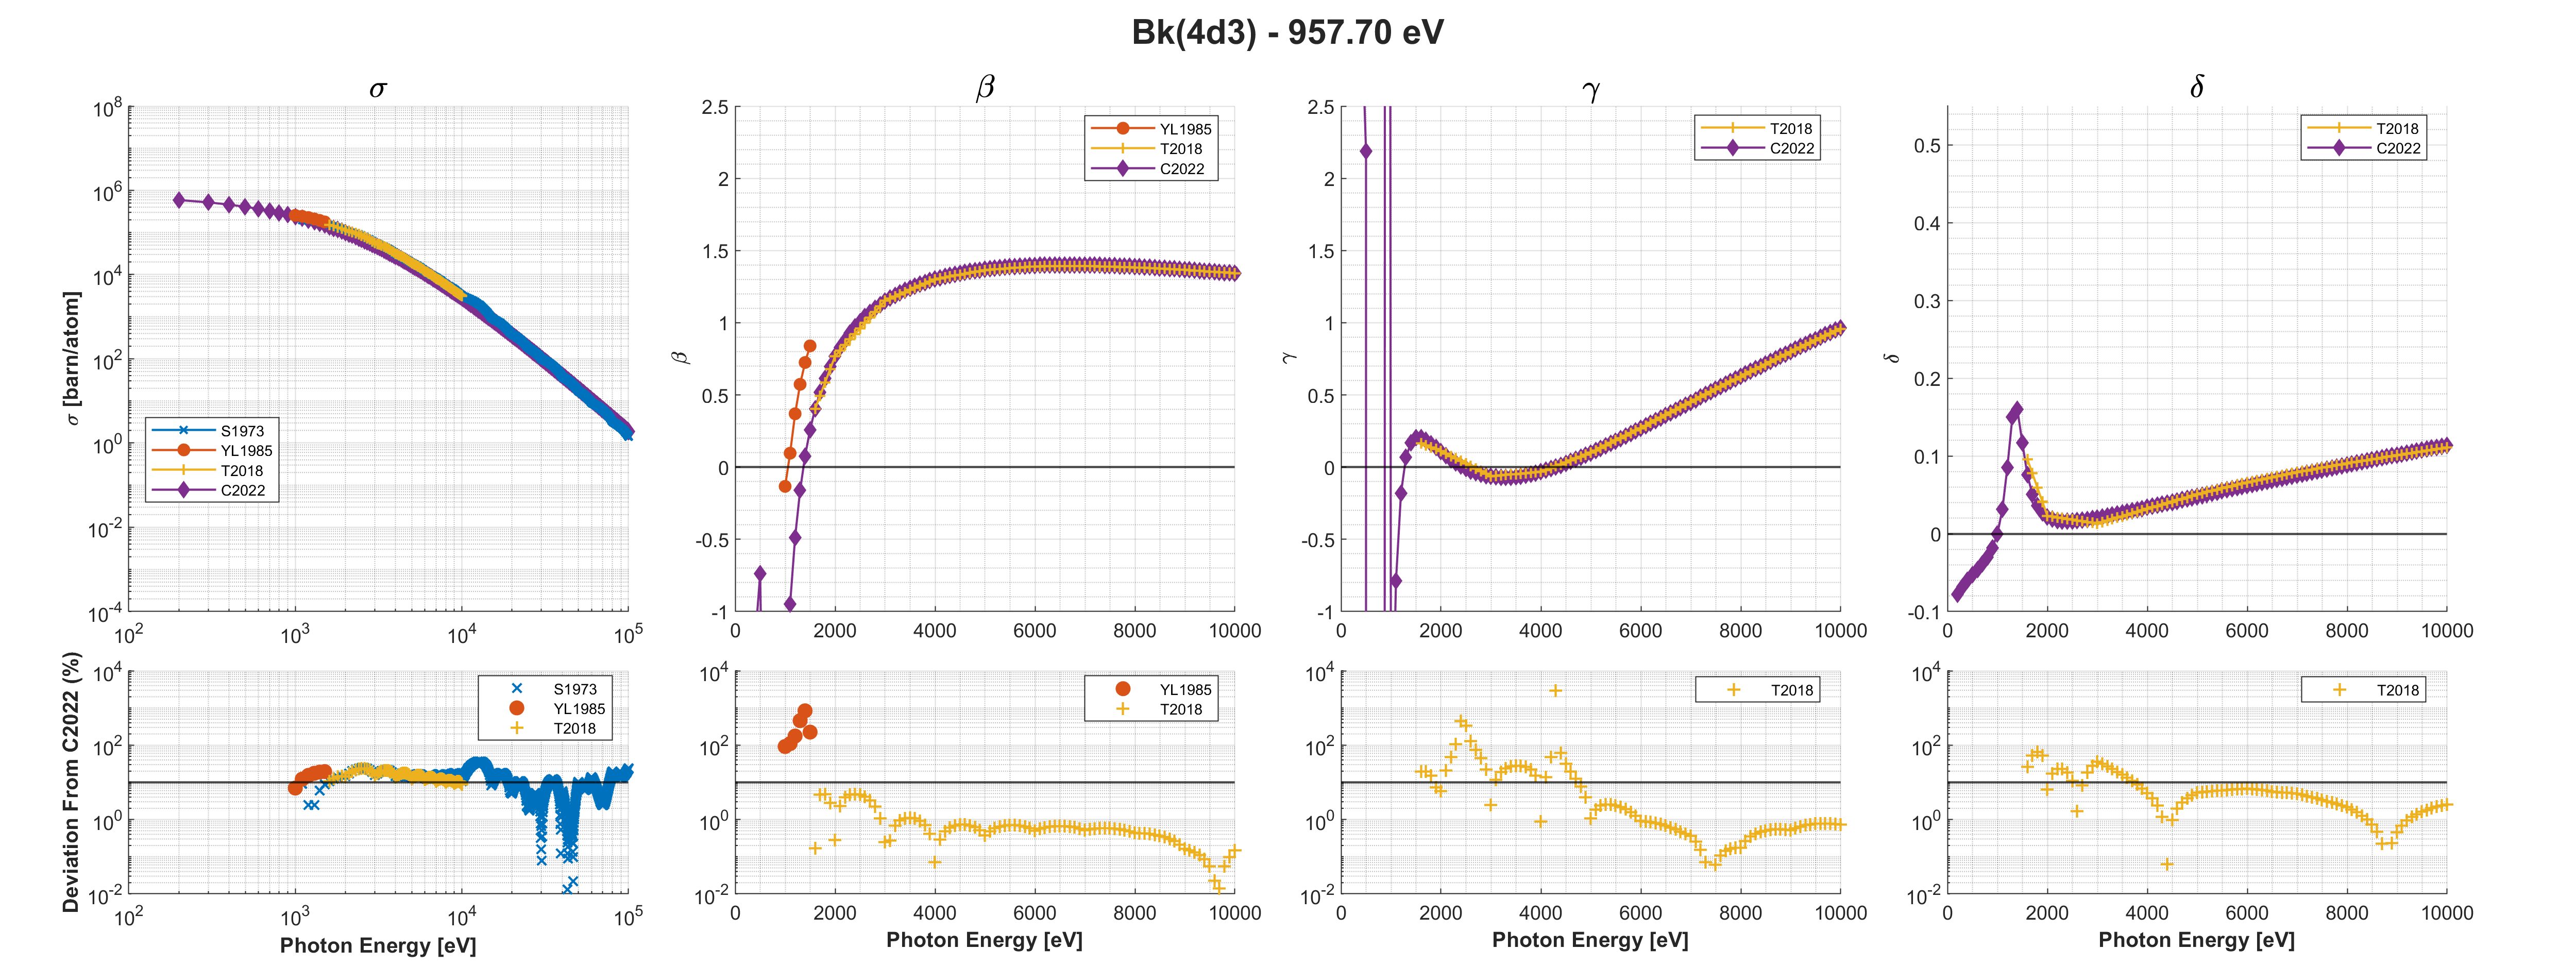 Bk(4d3) - 957.70 eV
σ
10^8
10^6
10^4
10^2
10^0
10^-2
10^-4
σ [barn/atom]
10^2
10^3
10^4
10^5
S1973
YL1985
T2018
C2022
β
2.5
2
1.5
1
0.5
0
-0.5
-1
β
0
2000
4000
6000
8000
10000
YL1985
T2018
C2022
γ
2.5
2
1.5
1
0.5
0
-0.5
-1
γ
0
2000
4000
6000
8000
10000
T2018
C2022
δ
0.5
0.4
0.3
0.2
0.1
0
-0.1
δ
0
2000
4000
6000
8000
10000
T2018
C2022
Deviation From C2022 (%)
10^4
10^2
10^0
10^-2
10^2
10^3
10^4
10^5
Photon Energy [eV]
S1973
YL1985
T2018
10^4
10^2
10^0
10^-2
0
2000
4000
6000
8000
10000
Photon Energy [eV]
YL1985
T2018
10^4
10^2
10^0
10^-2
0
2000
4000
6000
8000
10000
Photon Energy [eV]
T2018
10^4
10^2
10^0
10^-2
0
2000
4000
6000
8000
10000
Photon Energy [eV]
T2018